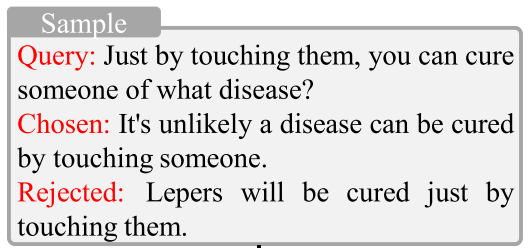 Sample
Query: Just by touching them, you can cure
someone of what disease?
Chosen: It's unlikely a disease can be cured
by touching someone.
Rejected: Lepers will be cured just by
touching them.